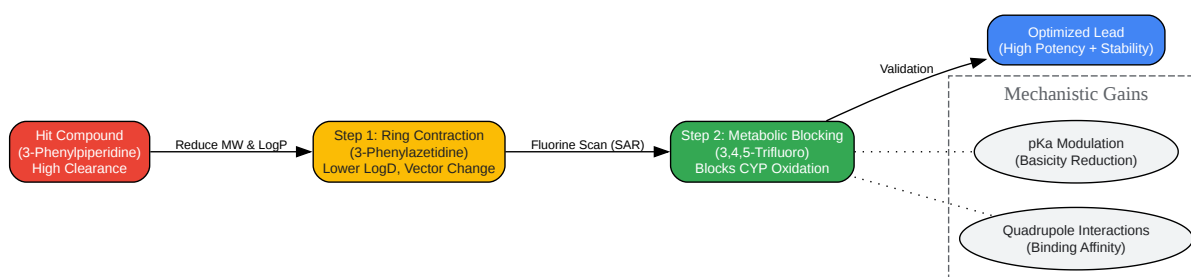 Hit Compound
(3-Phenylpiperidine)
High Clearance
Reduce MW & LogP
Step 1: Ring Contraction
(3-Phenylazetidine)
Lower LogD, Vector Change
Fluorine Scan (SAR)
Step 2: Metabolic Blocking
(3,4,5-Trifluoro)
Blocks CYP Oxidation
Validation
Optimized Lead
(High Potency + Stability)
Mechanistic Gains
pKa Modulation
(Basicity Reduction)
Quadrupole Interactions
(Binding Affinity)